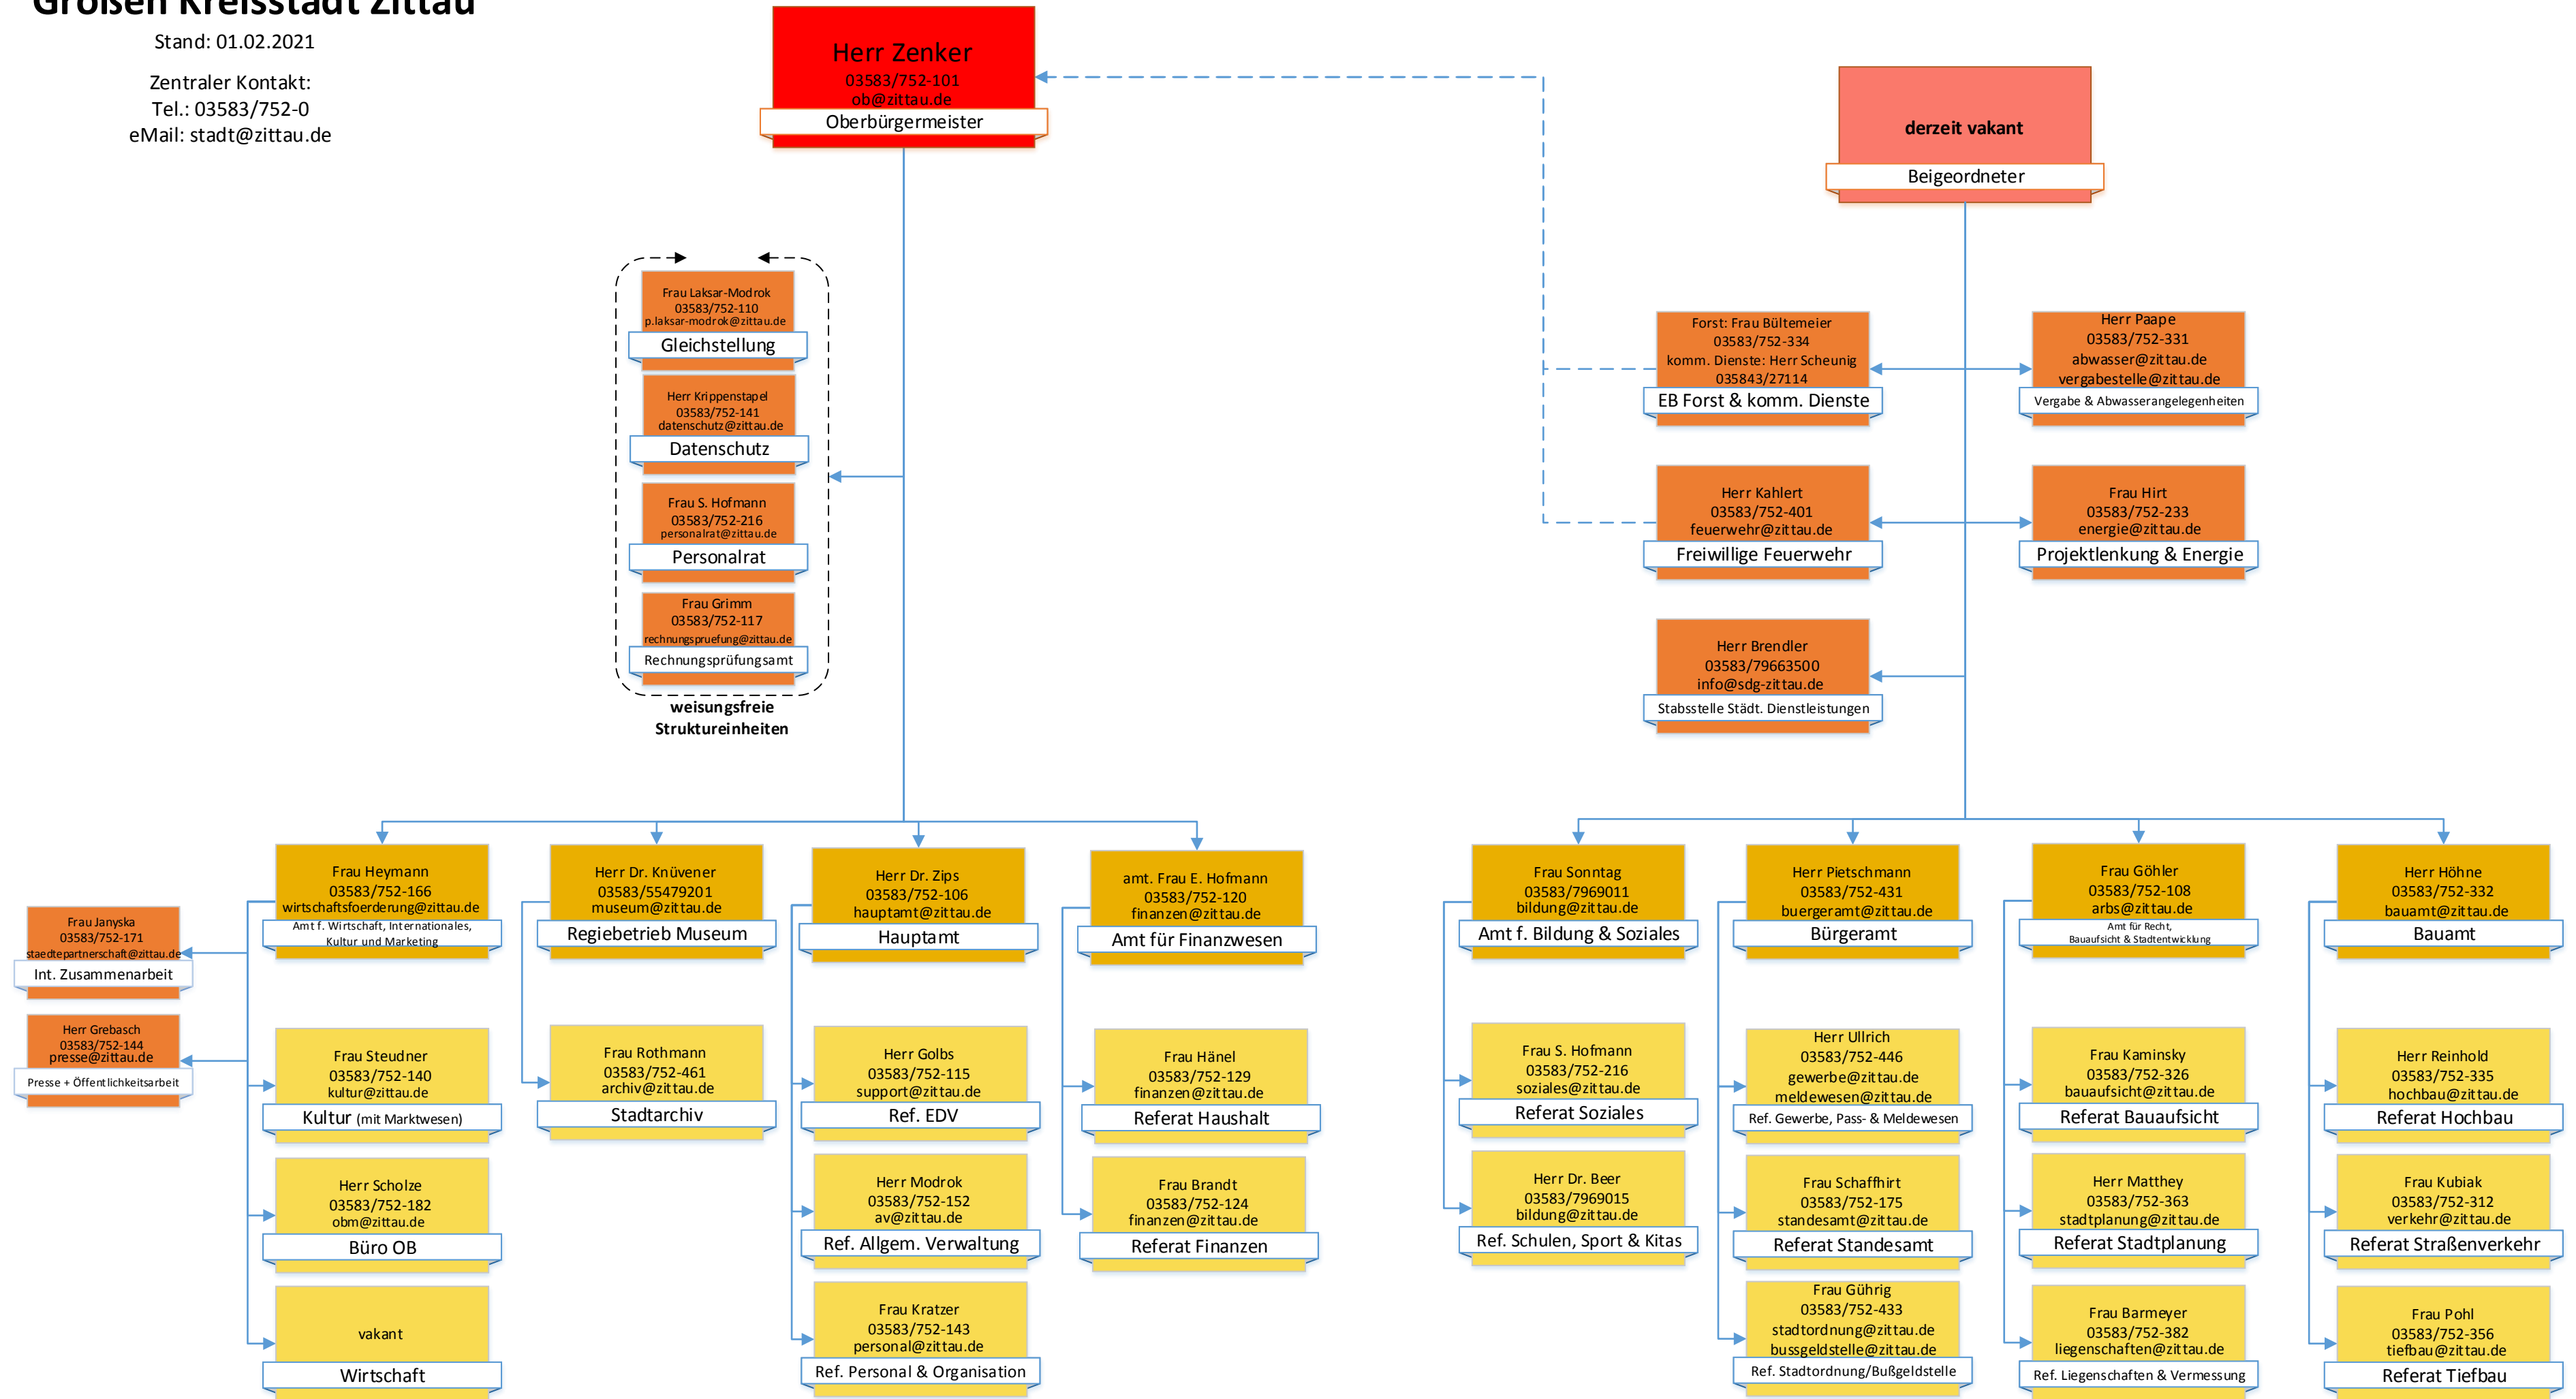 Großen Kreisstadt Zittau
Stand: 01.02.2021
Zentraler Kontakt:
Tel.: 03583/752-0
eMail: stadt@zittau.de
Herr Zenker
03583/752-101
ob@zittau.de
Oberbürgermeister
derzeit vakant
Beigeordneter
Frau Laksar-Modrok
03583/752-110
p.laksar-modrok@zittau.de
Gleichstellung
Herr Krippenstapel
03583/752-141
datenschutz@zittau.de
Datenschutz
Frau S. Hofmann
03583/752-216
personalrat@zittau.de
Personalrat
Frau Grimm
03583/752-117
rechnungspruefung@zittau.de
Rechnungsprüfungsamt
weisungsfreie
Struktureinheiten
Forst: Frau Bültemeier
03583/752-334
komm. Dienste: Herr Scheunig
035843/27114
EB Forst & komm. Dienste
Herr Paape
03583/752-331
abwasser@zittau.de
vergabestelle@zittau.de
Vergabe & Abwasserangelegenheiten
Herr Kahlert
03583/752-401
feuerwehr@zittau.de
Freiwillige Feuerwehr
Frau Hirt
03583/752-233
energie@zittau.de
Projektlenkung & Energie
Herr Brendler
03583/79663500
info@sdg-zittau.de
Stabsstelle Städt. Dienstleistungen
Frau Janyska
03583/752-171
staedtepartnerschaft@zittau.de
Int. Zusammenarbeit
Herr Grebasch
03583/752-144
presse@zittau.de
Presse + Öffentlichkeitsarbeit
Frau Heymann
03583/752-166
wirtschaftsfoerderung@zittau.de
Amt f. Wirtschaft, Internationales,
Kultur und Marketing
Frau Steudner
03583/752-140
kultur@zittau.de
Kultur (mit Marktwesen)
Herr Scholze
03583/752-182
obm@zittau.de
Büro OB
vakant
Wirtschaft
Herr Dr. Knüvener
03583/55479201
museum@zittau.de
Regiebetrieb Museum
Frau Rothmann
03583/752-461
archiv@zittau.de
Stadtarchiv
Herr Dr. Zips
03583/752-106
hauptamt@zittau.de
Hauptamt
Herr Golbs
03583/752-115
support@zittau.de
Ref. EDV
Herr Modrok
03583/752-152
av@zittau.de
Ref. Allgem. Verwaltung
Frau Kratzer
03583/752-143
personal@zittau.de
Ref. Personal & Organisation
amt. Frau E. Hofmann
03583/752-120
finanzen@zittau.de
Amt für Finanzwesen
Frau Hänel
03583/752-129
finanzen@zittau.de
Referat Haushalt
Frau Brandt
03583/752-124
finanzen@zittau.de
Referat Finanzen
Frau Sonntag
03583/7969011
bildung@zittau.de
Amt f. Bildung & Soziales
Frau S. Hofmann
03583/752-216
soziales@zittau.de
Referat Soziales
Herr Dr. Beer
03583/7969015
bildung@zittau.de
Ref. Schulen, Sport & Kitas
Herr Pietschmann
03583/752-431
buergeramt@zittau.de
Bürgeramt
Herr Ullrich
03583/752-446
gewerbe@zittau.de
meldewesen@zittau.de
Ref. Gewerbe, Pass- & Meldewesen
Frau Schaffhirt
03583/752-175
standesamt@zittau.de
Referat Standesamt
Frau Gührig
03583/752-433
stadtordnung@zittau.de
bussgeldstelle@zittau.de
Ref. Stadtordnung/Bußgeldstelle
Frau Göhler
03583/752-108
arbs@zittau.de
Amt für Recht,
Bauaufsicht & Stadtentwicklung
Frau Kaminsky
03583/752-326
bauaufsicht@zittau.de
Referat Bauaufsicht
Herr Matthey
03583/752-363
stadtplanung@zittau.de
Referat Stadtplanung
Frau Barmeyer
03583/752-382
liegenschaften@zittau.de
Ref. Liegenschaften & Vermessung
Herr Höhne
03583/752-332
bauamt@zittau.de
Bauamt
Herr Reinhold
03583/752-335
hochbau@zittau.de
Referat Hochbau
Frau Kubiak
03583/752-312
verkehr@zittau.de
Referat Straßenverkehr
Frau Pohl
03583/752-356
tiefbau@zittau.de
Referat Tiefbau